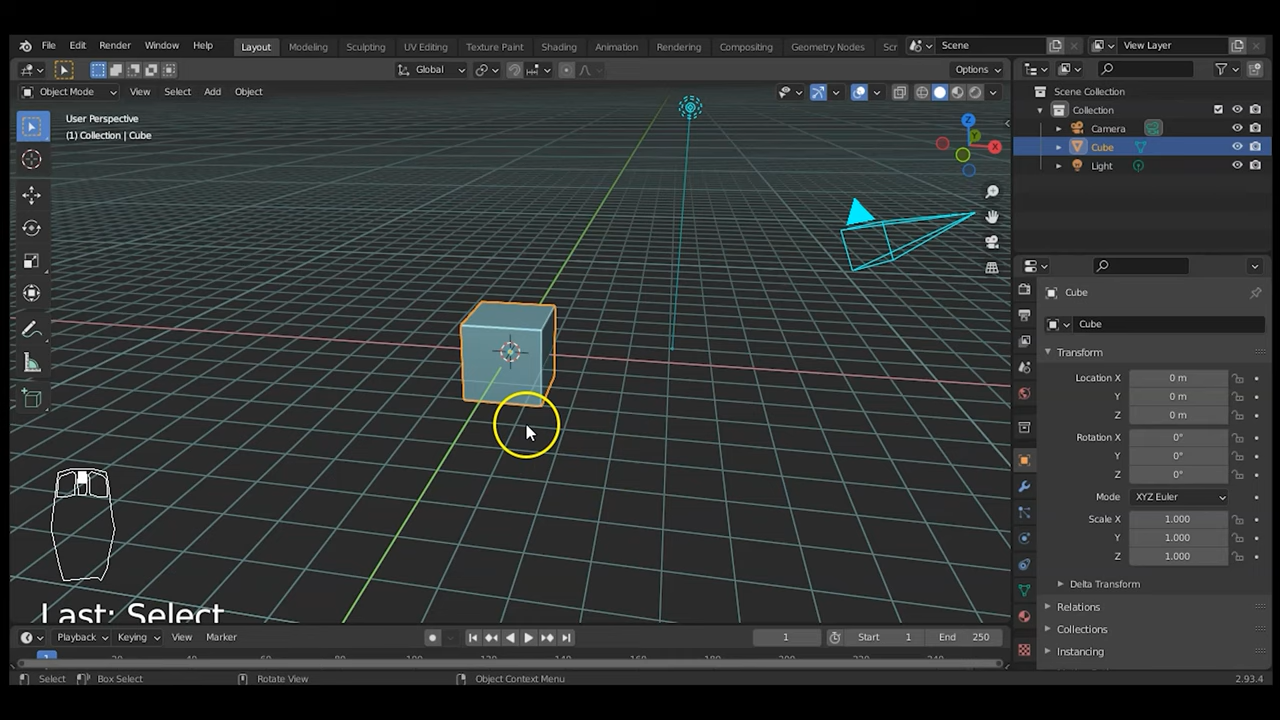 File Edit Render Window Help Layout Modeling Sculpting UV Editing Texture Paint Shading Animation Rendering Compositing Geometry Nodes Scr Scene View Layer
Global Options
Object Mode View Select Add Object
Scene Collection
Collection
Camera
Cube
Light
User Perspective
(1) Collection | Cube
Z
Y
X
Cube
Cube
Transform
Location X 0 m
Y 0 m
Z 0 m
Rotation X 0°
Y 0°
Z 0°
Mode XYZ Euler
Scale X 1.000
Y 1.000
Z 1.000
Delta Transform
Relations
Collections
Instancing
Last: Select
Playback Keying View Marker 1 Start 1 End 250
1
Select Box Select Rotate View Object Context Menu 2.93.4